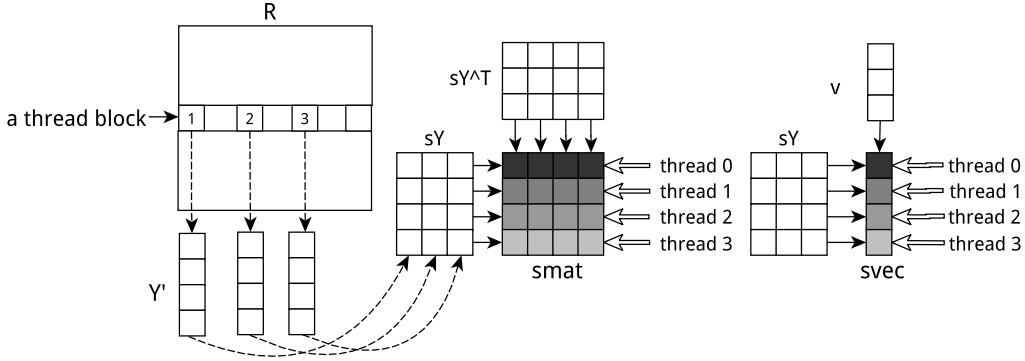 R
a thread block
1
2
3
Y'
sY^T
sY
thread 0
thread 1
thread 2
thread 3
smat
v
sY
thread 0
thread 1
thread 2
thread 3
svec